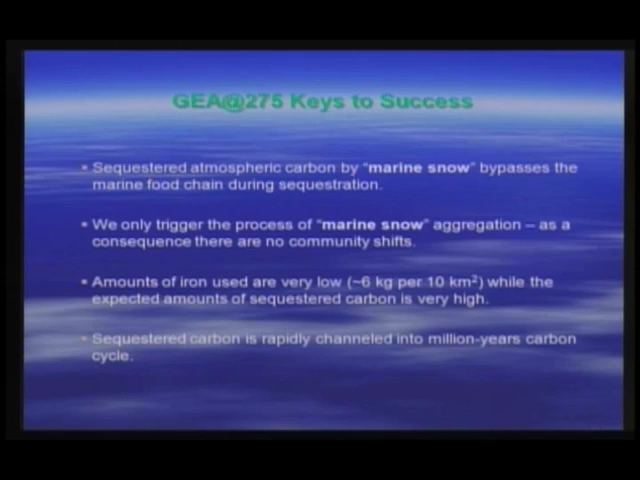 GEA@275 Keys to Success
• Sequestered atmospheric carbon by “marine snow” bypasses the
marine food chain during sequestration.
• We only trigger the process of “marine snow” aggregation – as a
consequence there are no community shifts.
• Amounts of iron used are very low (~6 kg per 10 km²) while the
expected amounts of sequestered carbon is very high.
• Sequestered carbon is rapidly channeled into million-years carbon
cycle.